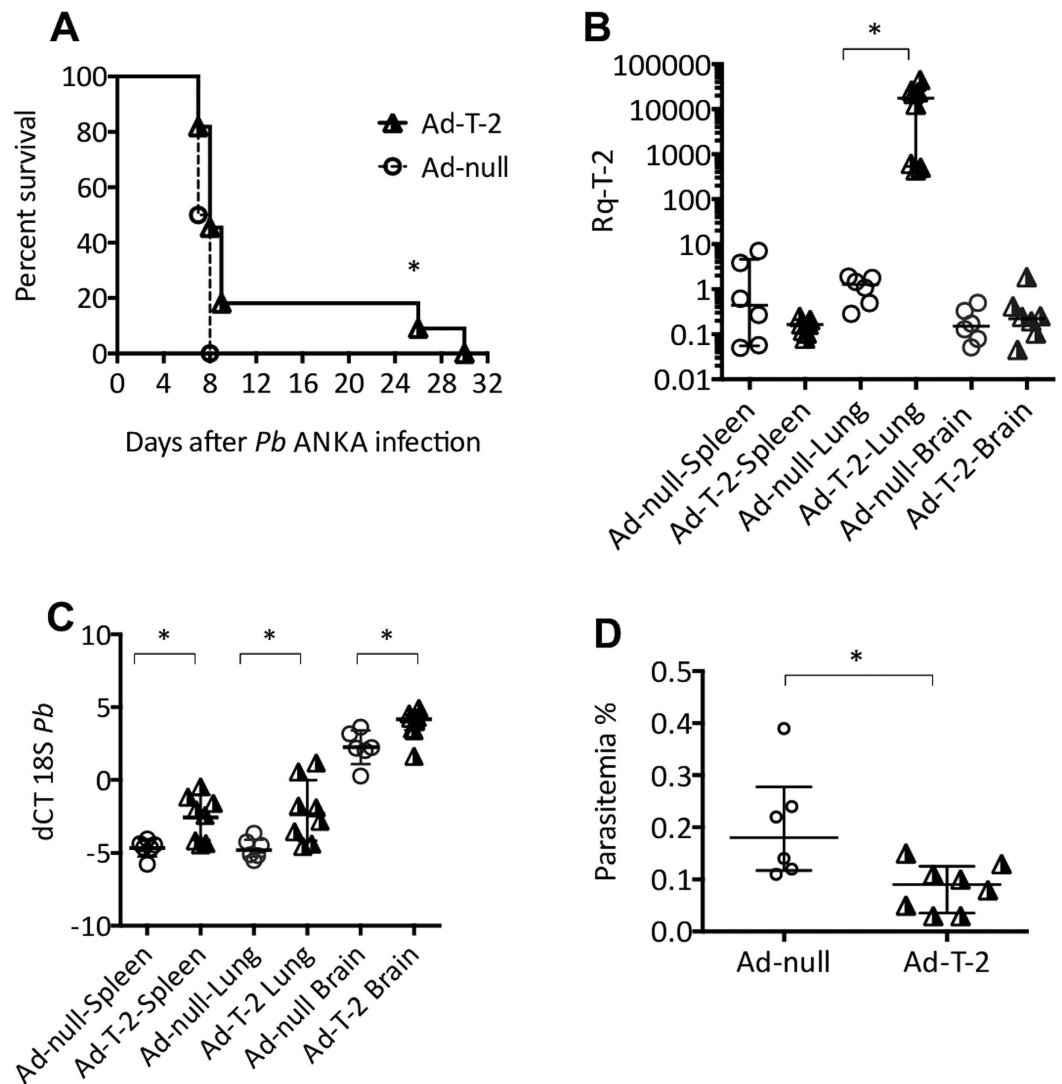 A
100
80
60
40
20
0
Percent survival
Ad-T-2
Ad-null
*
0 4 8 12 16 20 24 28 32
Days after Pb ANKA infection
B
*
100000
10000
1000
100
10
1
0.1
0.01
Rq-T-2
Ad-null-Spleen
Ad-T-2-Spleen
Ad-null-Lung
Ad-T-2-Lung
Ad-null-Brain
Ad-T-2-Brain
C
10
5
0
-5
-10
dCT 18S Pb
* * *
Ad-null-Spleen
Ad-T-2-Spleen
Ad-null-Lung
Ad-T-2 Lung
Ad-null Brain
Ad-T-2 Brain
D
0.5
0.4
0.3
0.2
0.1
0.0
Parasitemia %
*
Ad-null Ad-T-2